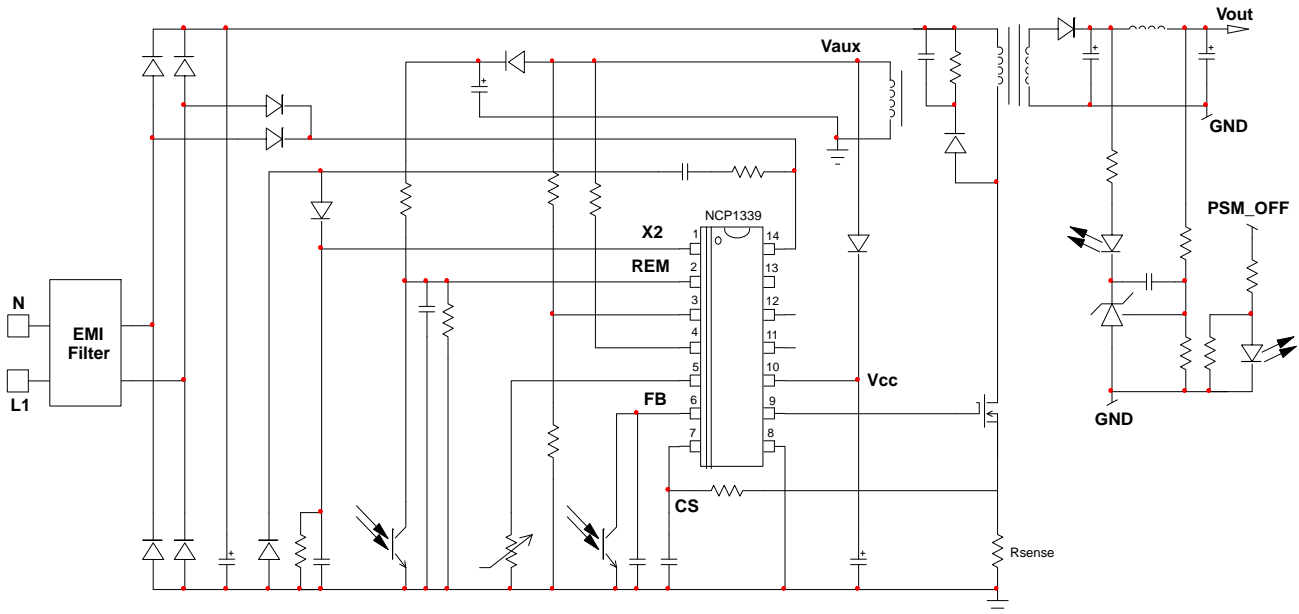 Vout
Vaux
GND
NCP1339
PSM_OFF
X2
1
14
REM
2
13
N
3
12
EMI
Filter
4
11
L1
5
10
Vcc
FB
6
9
GND
7
8
CS
Rsense